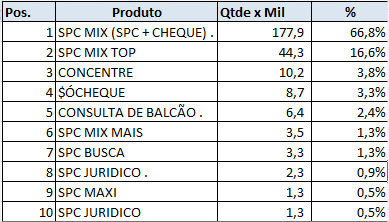 Pos. Produto Qtde x Mil %
1 SPC MIX (SPC + CHEQUE) . 177,9 66,8%
2 SPC MIX TOP 44,3 16,6%
3 CONCENTRE 10,2 3,8%
4 $ÓCHEQUE 8,7 3,3%
5 CONSULTA DE BALCÃO . 6,4 2,4%
6 SPC MIX MAIS 3,5 1,3%
7 SPC BUSCA 3,3 1,3%
8 SPC JURIDICO . 2,3 0,9%
9 SPC MAXI 1,3 0,5%
10 SPC JURIDICO 1,3 0,5%